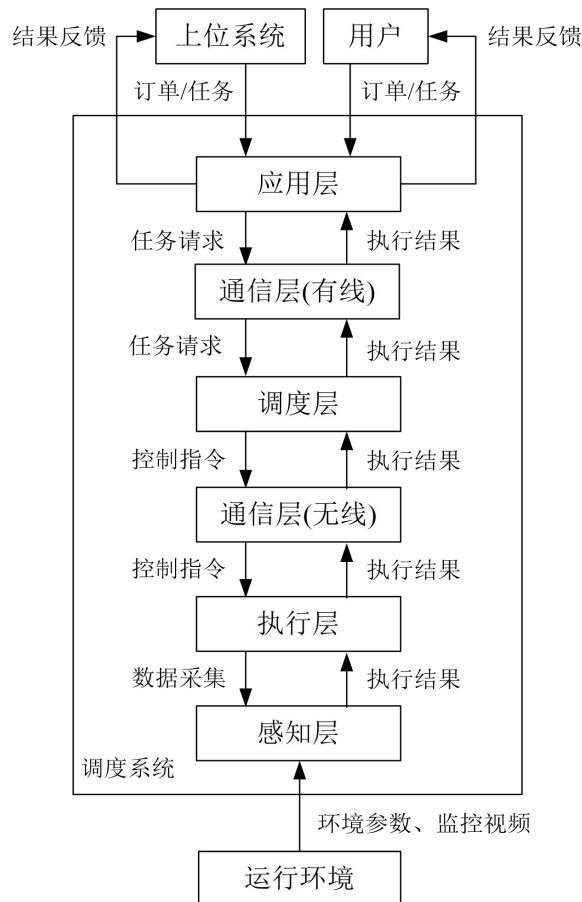 结果反馈
上位系统
用户
结果反馈
订单/任务
订单/任务
应用层
任务请求
执行结果
通信层(有线)
任务请求
执行结果
调度层
控制指令
执行结果
通信层(无线)
控制指令
执行结果
执行层
数据采集
执行结果
感知层
调度系统
环境参数、监控视频
运行环境